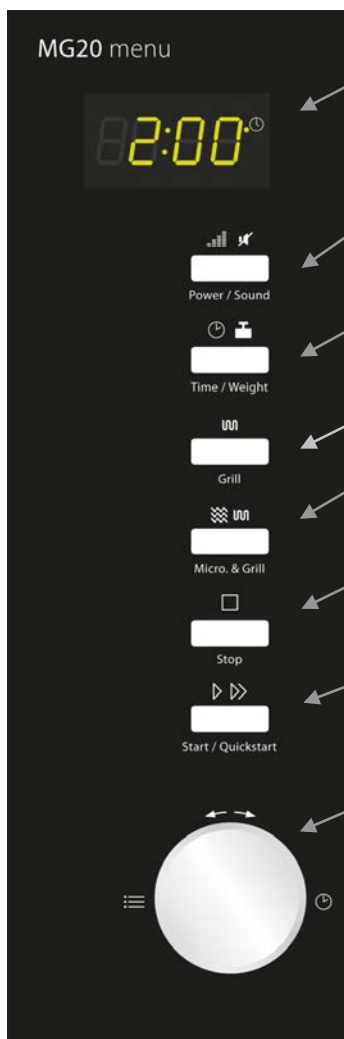 MG20 menu
2:00
Power / Sound
Time / Weight
Grill
Micro. & Grill
Stop
Start / Quickstart